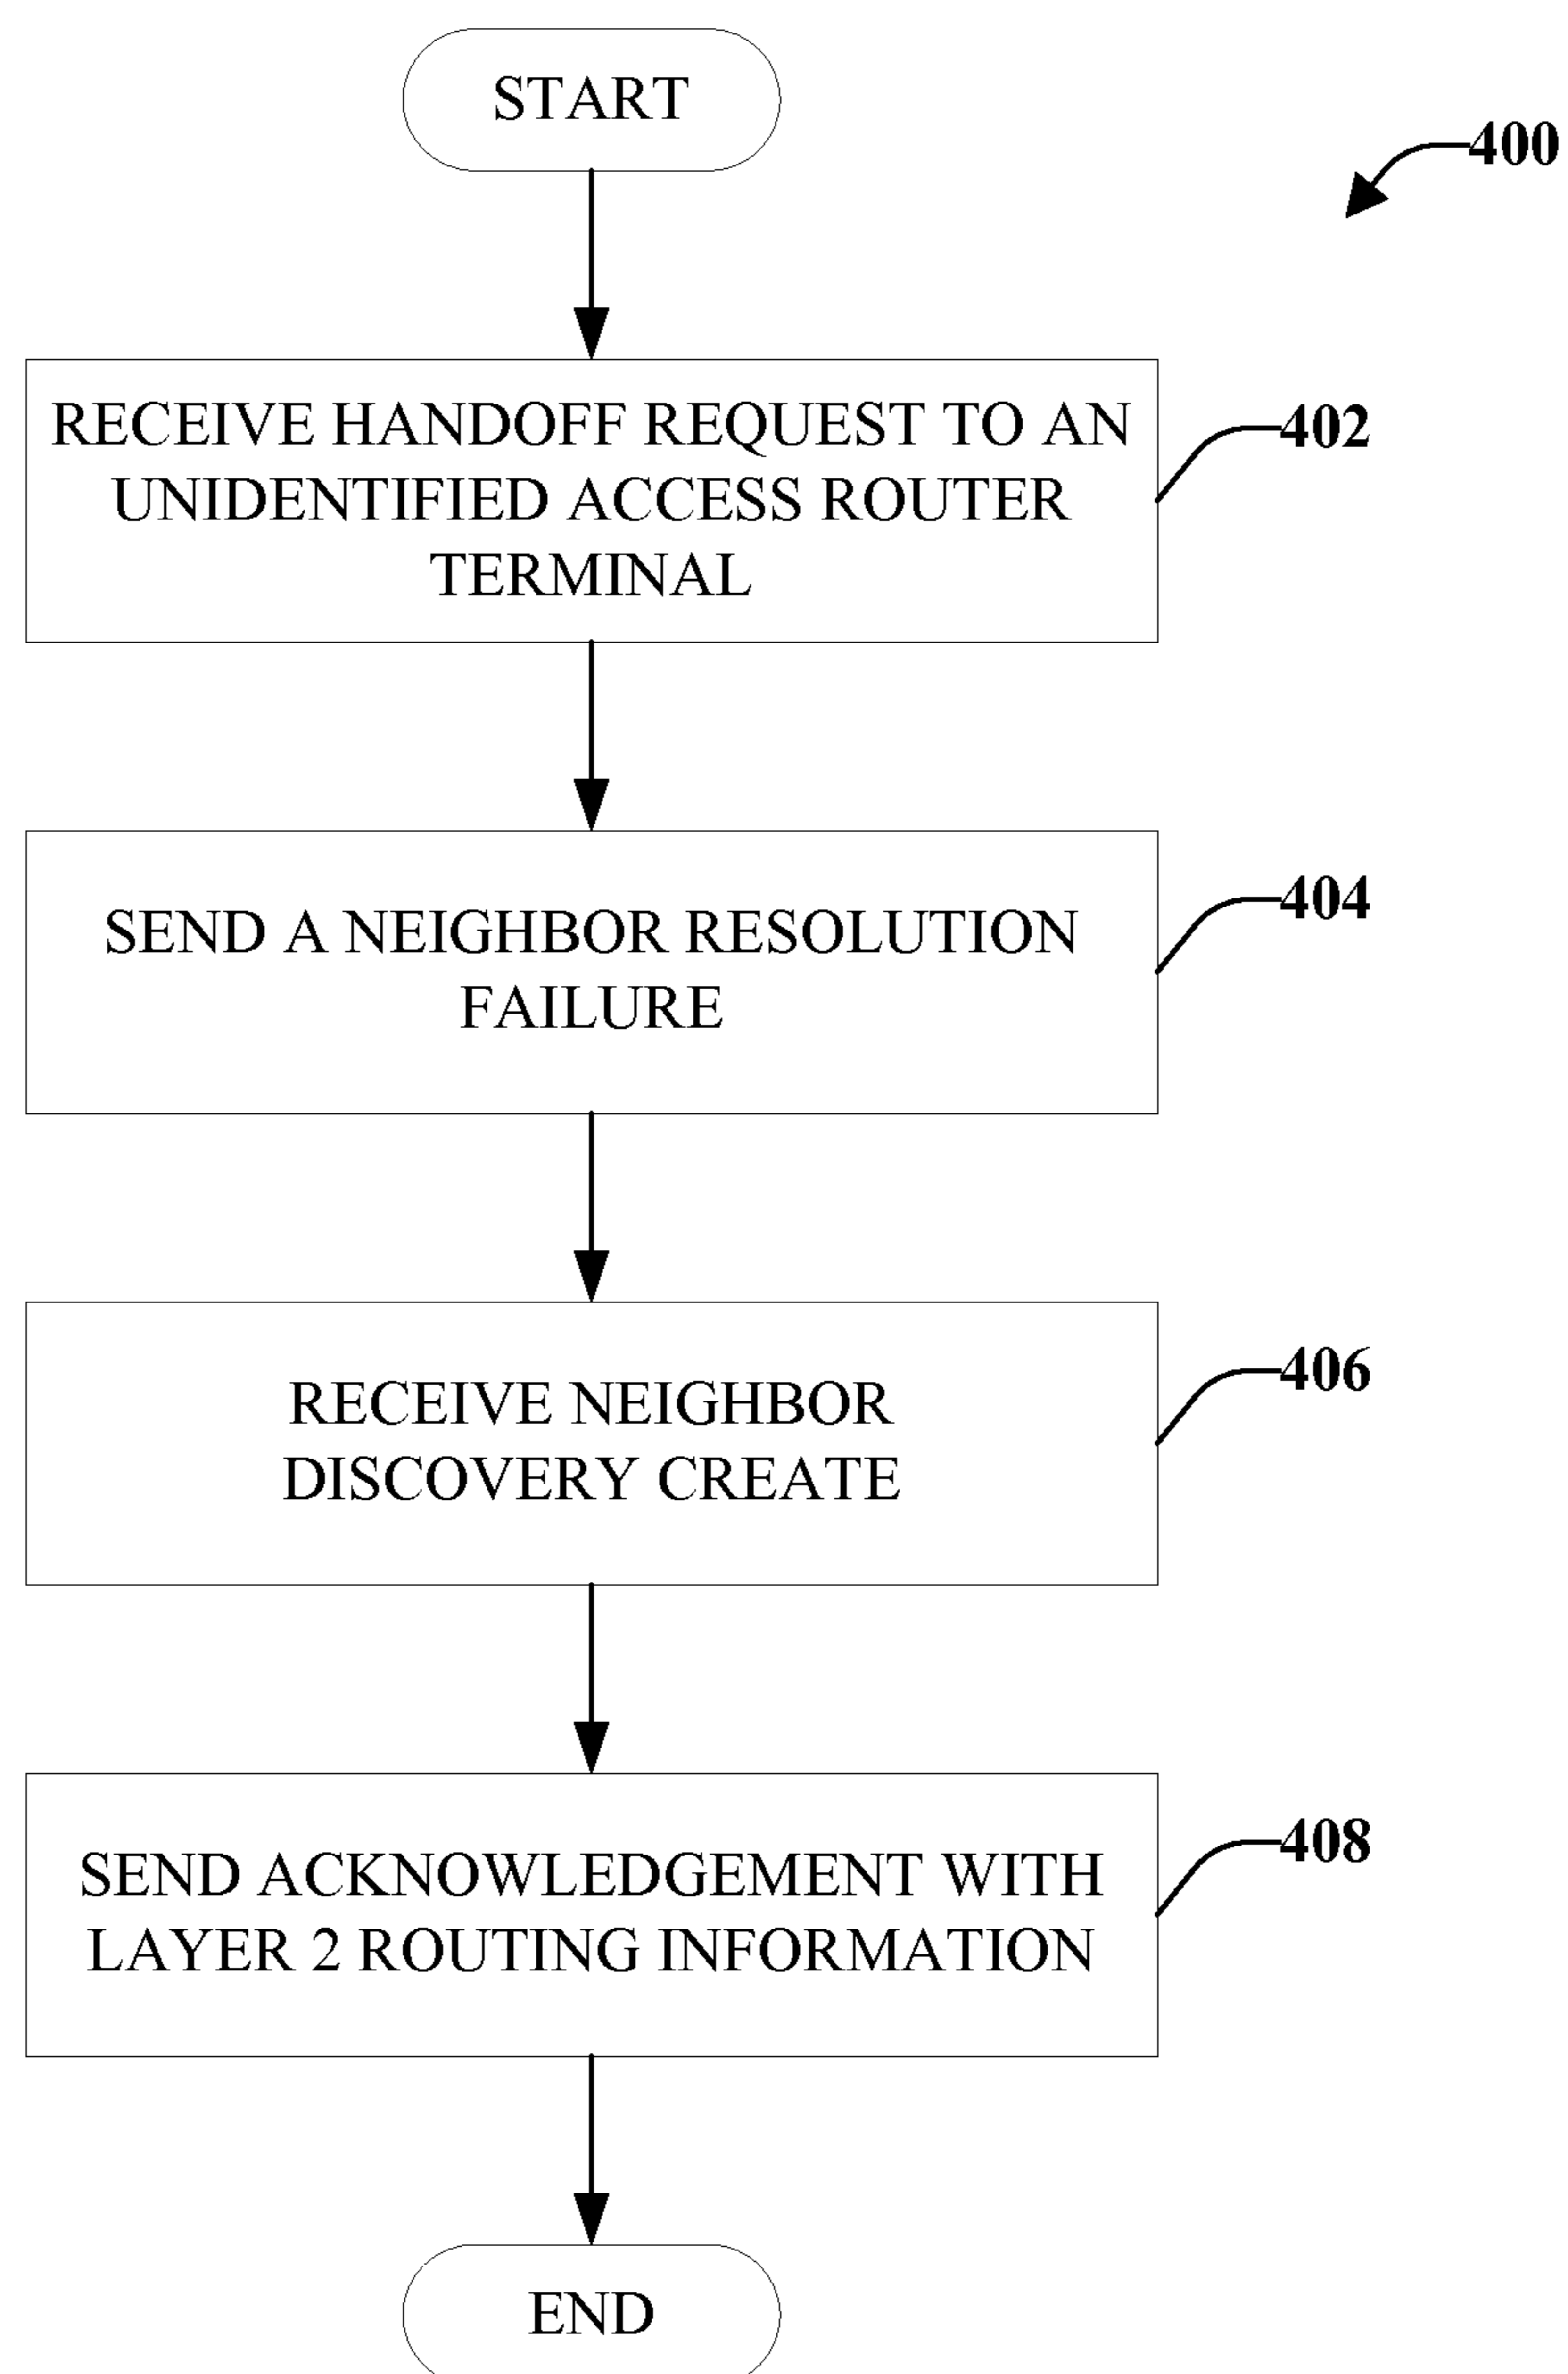 START
400
RECEIVE HANDOFF REQUEST TO AN
UNIDENTIFIED ACCESS ROUTER
TERMINAL
402
SEND A NEIGHBOR RESOLUTION
FAILURE
404
RECEIVE NEIGHBOR
DISCOVERY CREATE
406
SEND ACKNOWLEDGEMENT WITH
LAYER 2 ROUTING INFORMATION
408
END